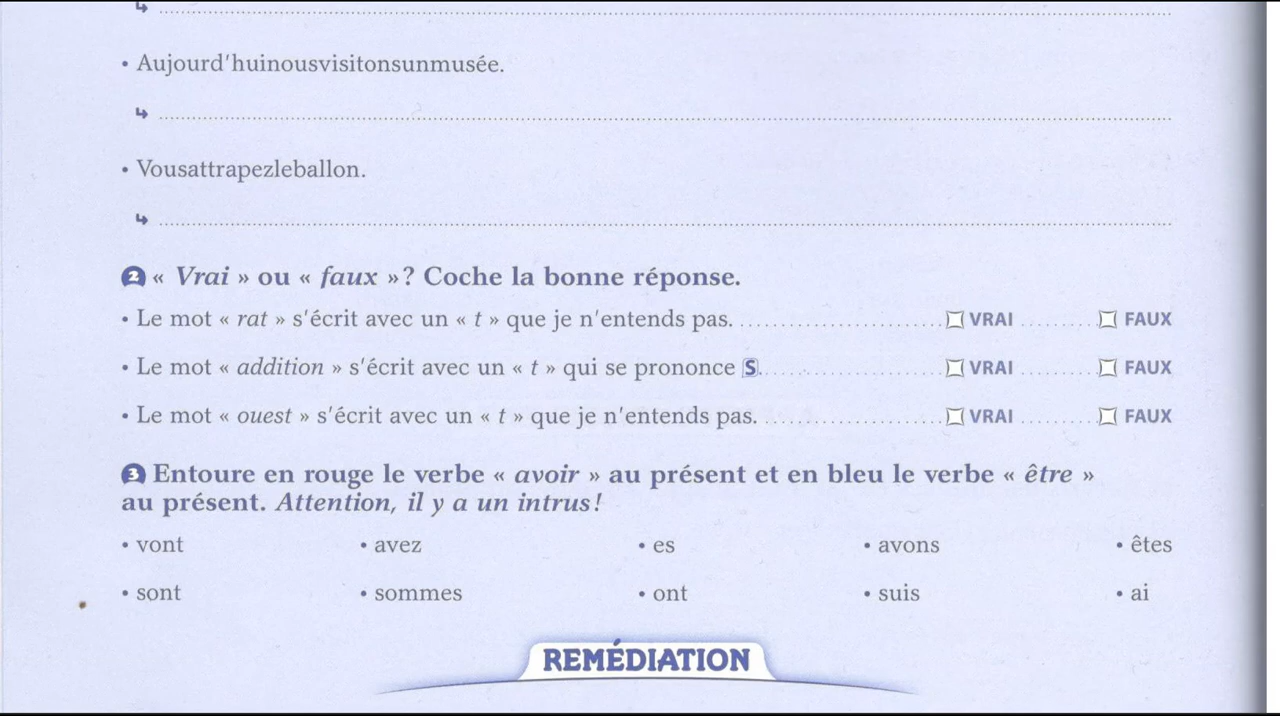 • Aujourd'huinousvisitonsunmusée.
• Vousattrapezleballon.
2 « Vrai » ou « faux »? Coche la bonne réponse.
• Le mot « rat » s'écrit avec un « t » que je n'entends pas. VRAI FAUX
• Le mot « addition » s'écrit avec un « t » qui se prononce S. VRAI FAUX
• Le mot « ouest » s'écrit avec un « t » que je n'entends pas. VRAI FAUX
3 Entoure en rouge le verbe « avoir » au présent et en bleu le verbe « être »
au présent. Attention, il y a un intrus!
• vont • avez • es • avons • êtes
• sont • sommes • ont • suis • ai
REMÉDIATION